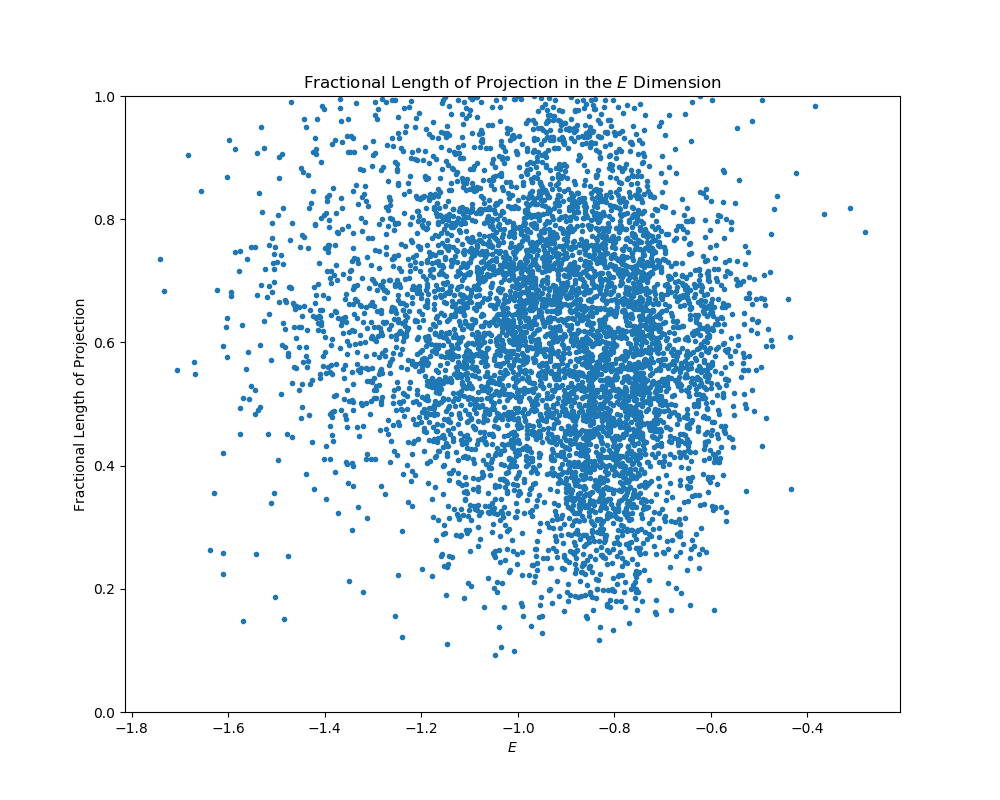 Fractional Length of Projection in the E Dimension
1.0
0.8
0.6
0.4
0.2
0.0
Fractional Length of Projection
−1.8 −1.6 −1.4 −1.2 −1.0 −0.8 −0.6 −0.4
E